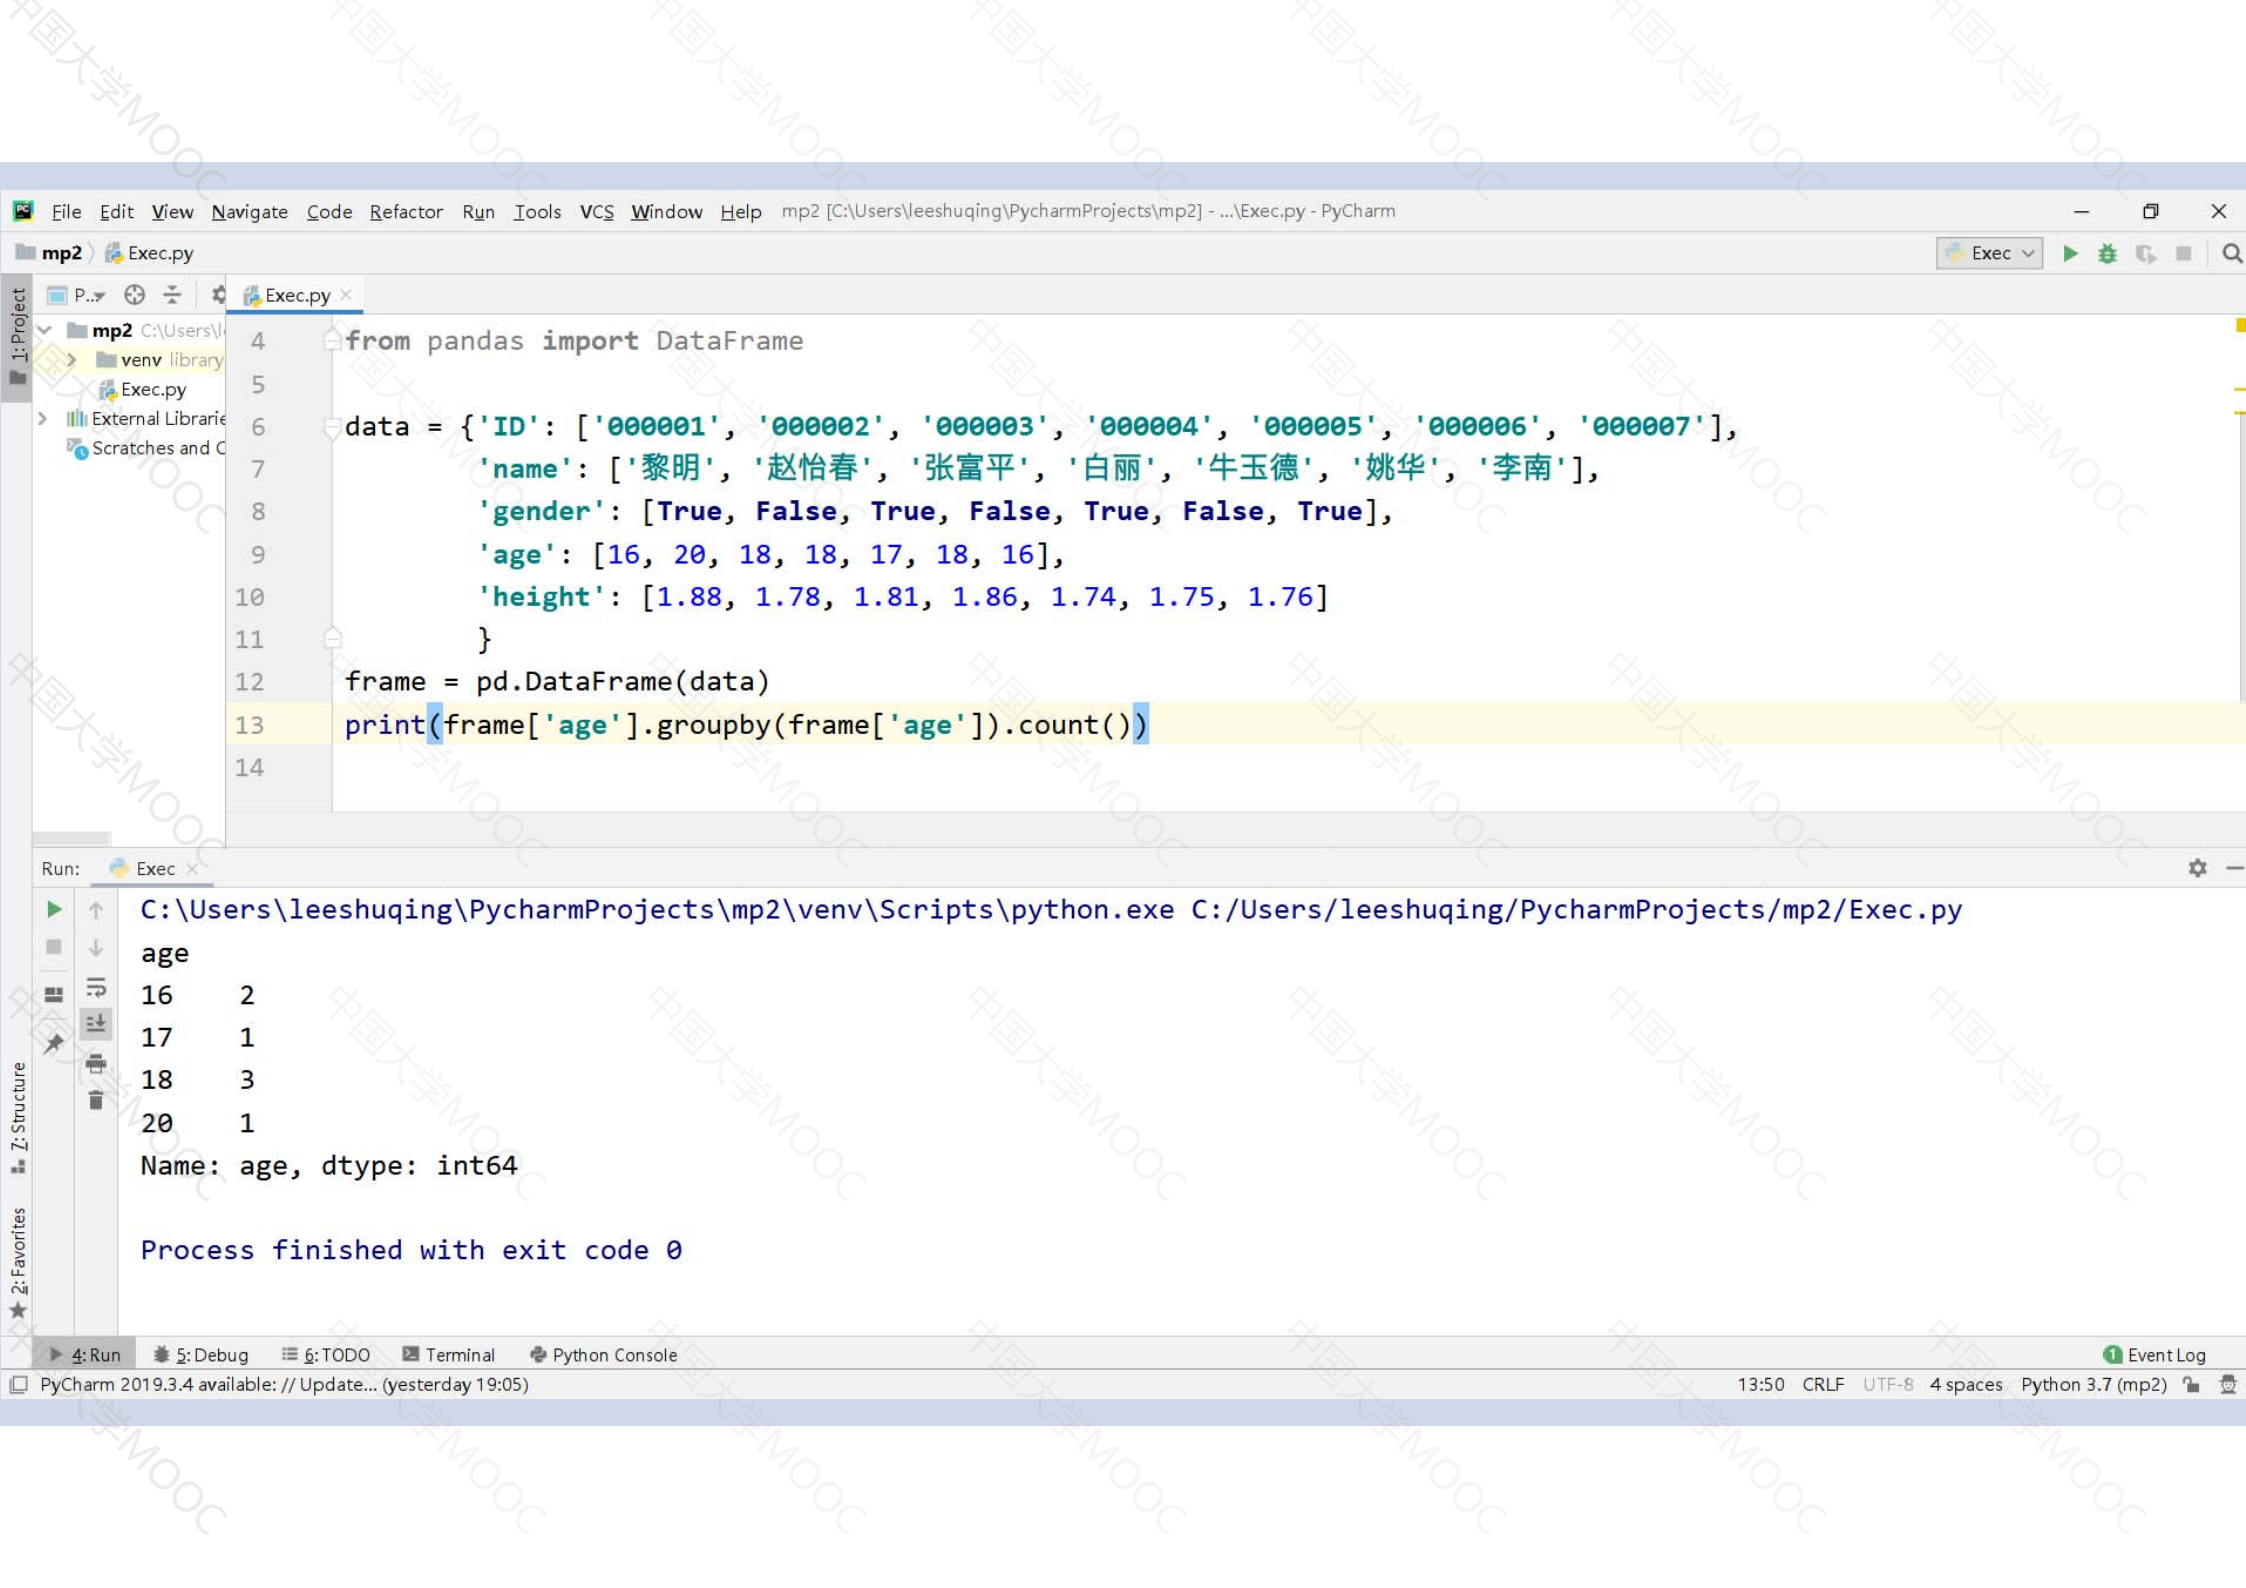 File Edit View Navigate Code Refactor Run Tools VCS Window Help mp2 [C:\Users\leeshuqing\PycharmProjects\mp2] - ...\Exec.py - PyCharm
mp2 Exec.py
Exec
1: Project
P..
Exec.py
mp2 C:\Users\l
venv library
Exec.py
External Librarie
Scratches and C
4 from pandas import DataFrame
5
6 data = {'ID': ['000001', '000002', '000003', '000004', '000005', '000006', '000007'],
7 'name': ['黎明', '赵怡春', '张富平', '白丽', '牛玉德', '姚华', '李南'],
8 'gender': [True, False, True, False, True, False, True],
9 'age': [16, 20, 18, 18, 17, 18, 16],
10 'height': [1.88, 1.78, 1.81, 1.86, 1.74, 1.75, 1.76]
11 }
12 frame = pd.DataFrame(data)
13 print(frame['age'].groupby(frame['age']).count())
14
Run: Exec
C:\Users\leeshuqing\PycharmProjects\mp2\venv\Scripts\python.exe C:/Users/leeshuqing/PycharmProjects/mp2/Exec.py
age
16 2
17 1
18 3
20 1
Name: age, dtype: int64
Process finished with exit code 0
7: Structure
2: Favorites
4: Run 5: Debug 6: TODO Terminal Python Console
1 Event Log
PyCharm 2019.3.4 available: // Update... (yesterday 19:05)
13:50 CRLF UTF-8 4 spaces Python 3.7 (mp2)
中国大学MOOC